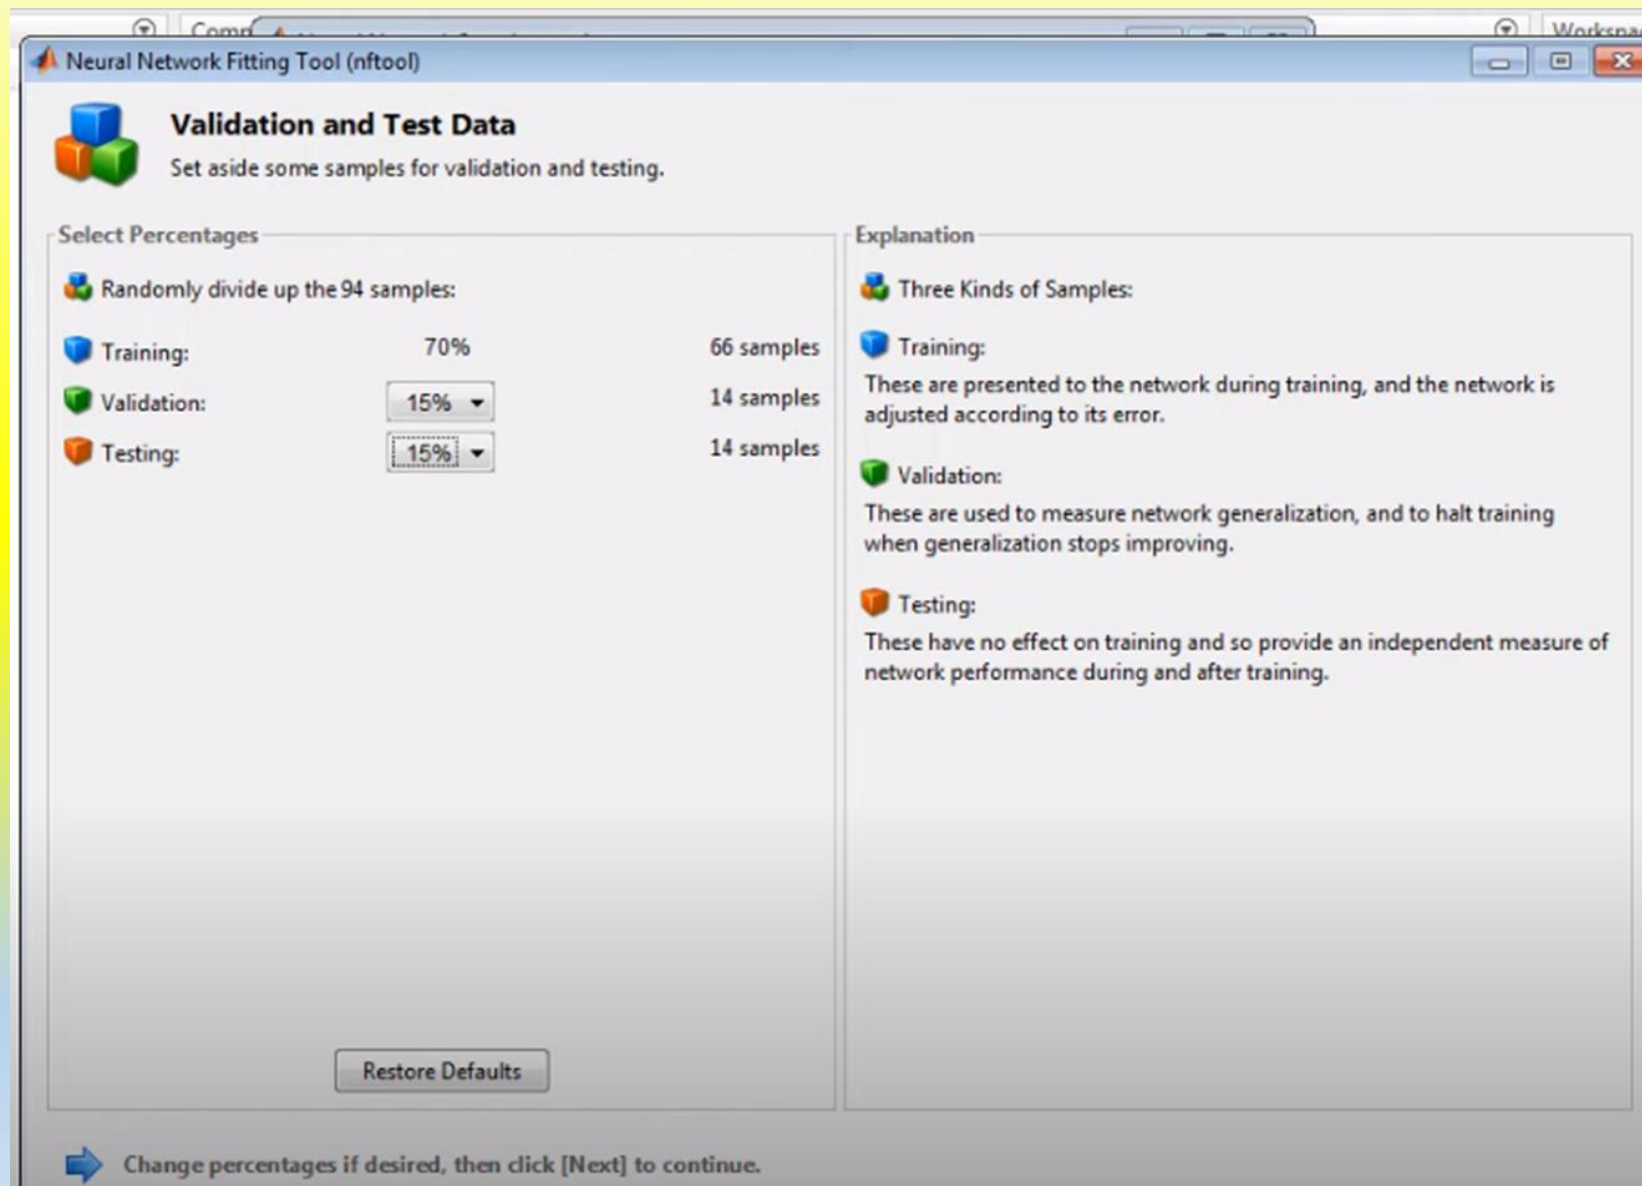 Neural Network Fitting Tool (nftool)
Validation and Test Data
Set aside some samples for validation and testing.
Select Percentages
Randomly divide up the 94 samples:
Training: 70% 66 samples
Validation: 15% 14 samples
Testing: 15% 14 samples
Restore Defaults
Explanation
Three Kinds of Samples:
Training:
These are presented to the network during training, and the network is
adjusted according to its error.
Validation:
These are used to measure network generalization, and to halt training
when generalization stops improving.
Testing:
These have no effect on training and so provide an independent measure of
network performance during and after training.
Change percentages if desired, then click [Next] to continue.